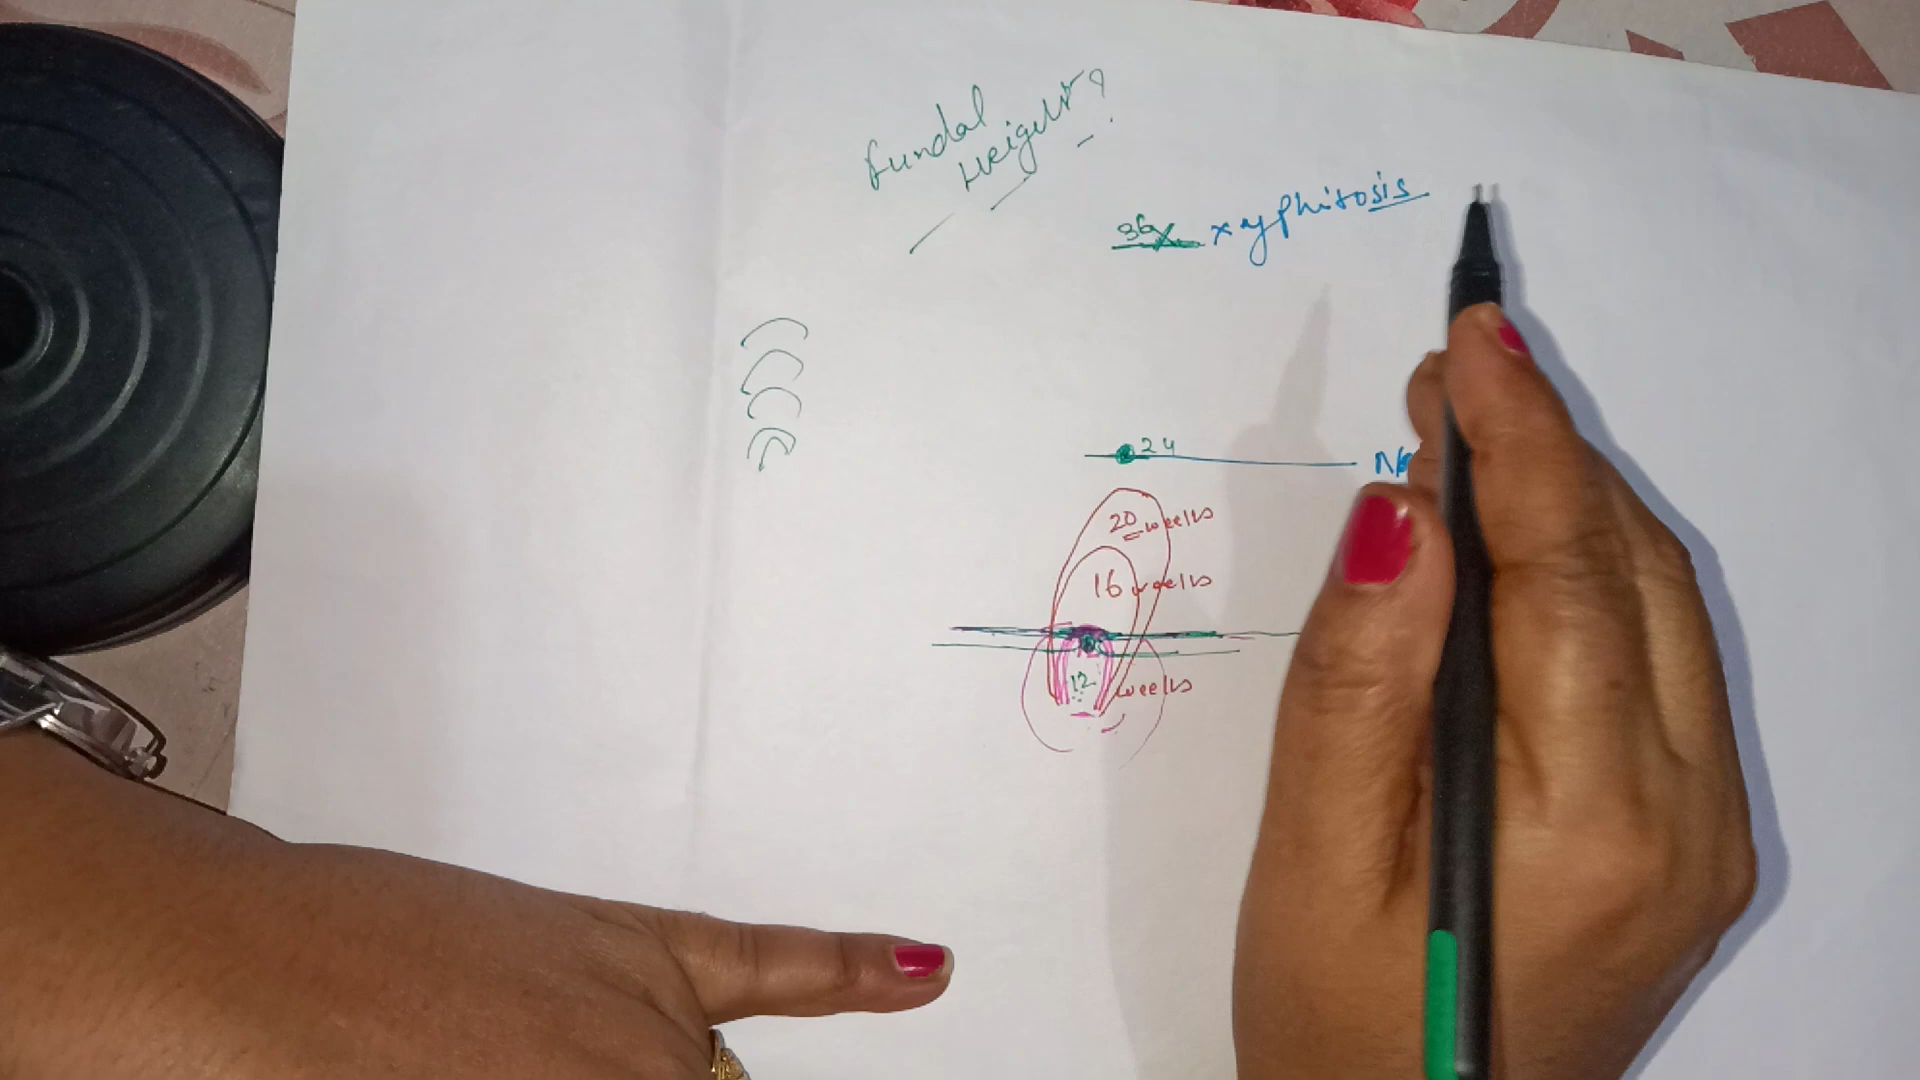 Fundal
Height?
36 xyphitosis
24
20 weeks
16 weeks
12 weeks